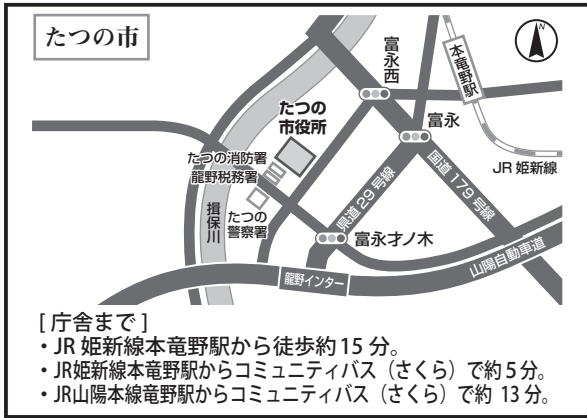 たつの市
N
富永西
本竜野駅
たつの
市役所
富永
たつの消防署
龍野税務署
JR 姫新線
県道29号線
国道179号線
揖保川
たつの
警察署
富永才ノ木
山陽自動車道
龍野インター
[ 庁舎まで ]
・JR 姫新線本竜野駅から徒歩約 15 分。
・JR姫新線本竜野駅からコミュニティバス（さくら）で約 5 分。
・JR山陽本線竜野駅からコミュニティバス（さくら）で約 13 分。